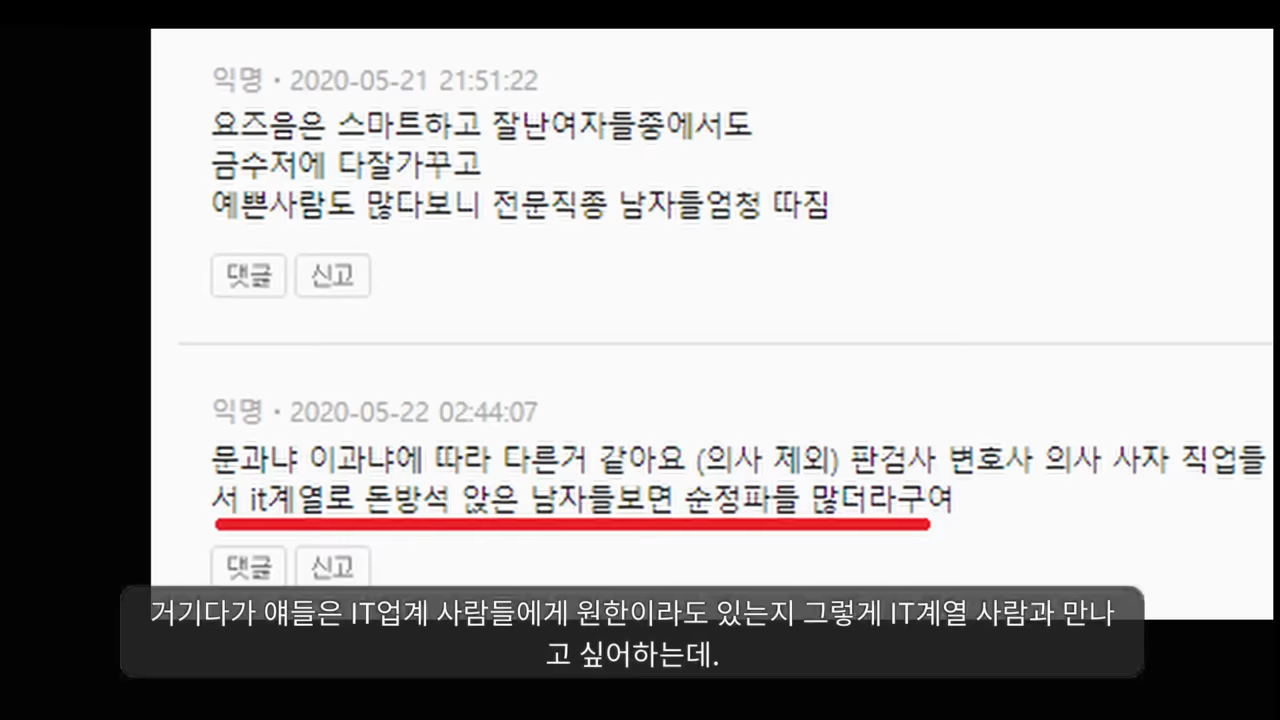 익명 · 2020-05-21 21:51:22
요즈음은 스마트하고 잘난여자들중에서도
금수저에 다잘가꾸고
예쁜사람도 많다보니 전문직종 남자들엄청 따짐
댓글 신고
익명 · 2020-05-22 02:44:07
문과냐 이과냐에 따라 다른거 같아요 (의사 제외) 판검사 변호사 의사 사자 직업들
서 it계열로 돈방석 앉은 남자들보면 순정파들 많더라구여
댓글 신고
거기다가 얘들은 IT업계 사람들에게 원한이라도 있는지 그렇게 IT계열 사람과 만나
고 싶어하는데.